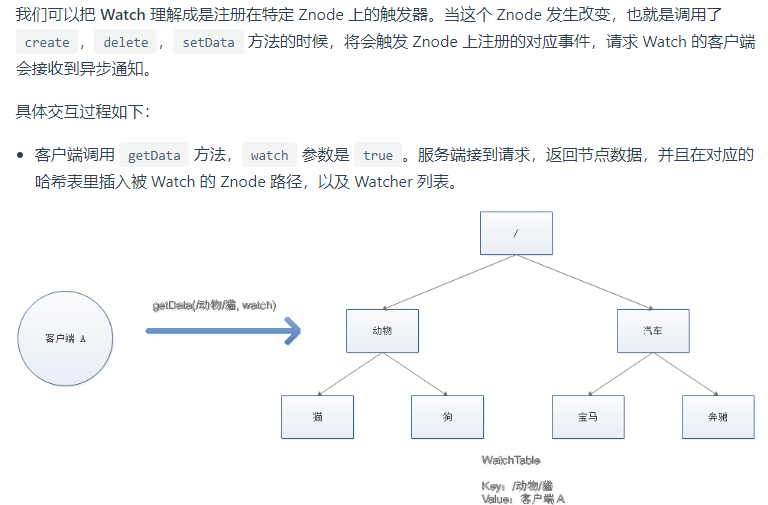 我们可以把 Watch 理解成是注册在特定 Znode 上的触发器。当这个 Znode 发生改变，也就是调用了
create ，delete ，setData 方法的时候，将会触发 Znode 上注册的对应事件，请求 Watch 的客户端
会接收到异步通知。
具体交互过程如下：
• 客户端调用 getData 方法，watch 参数是 true 。服务端接到请求，返回节点数据，并且在对应的
哈希表里插入被 Watch 的 Znode 路径，以及 Watcher 列表。
/
getData(/动物/猫, watch)
客户端 A
动物
汽车
猫
狗
宝马
奔驰
WatchTable
Key：/动物/猫
Value：客户端 A